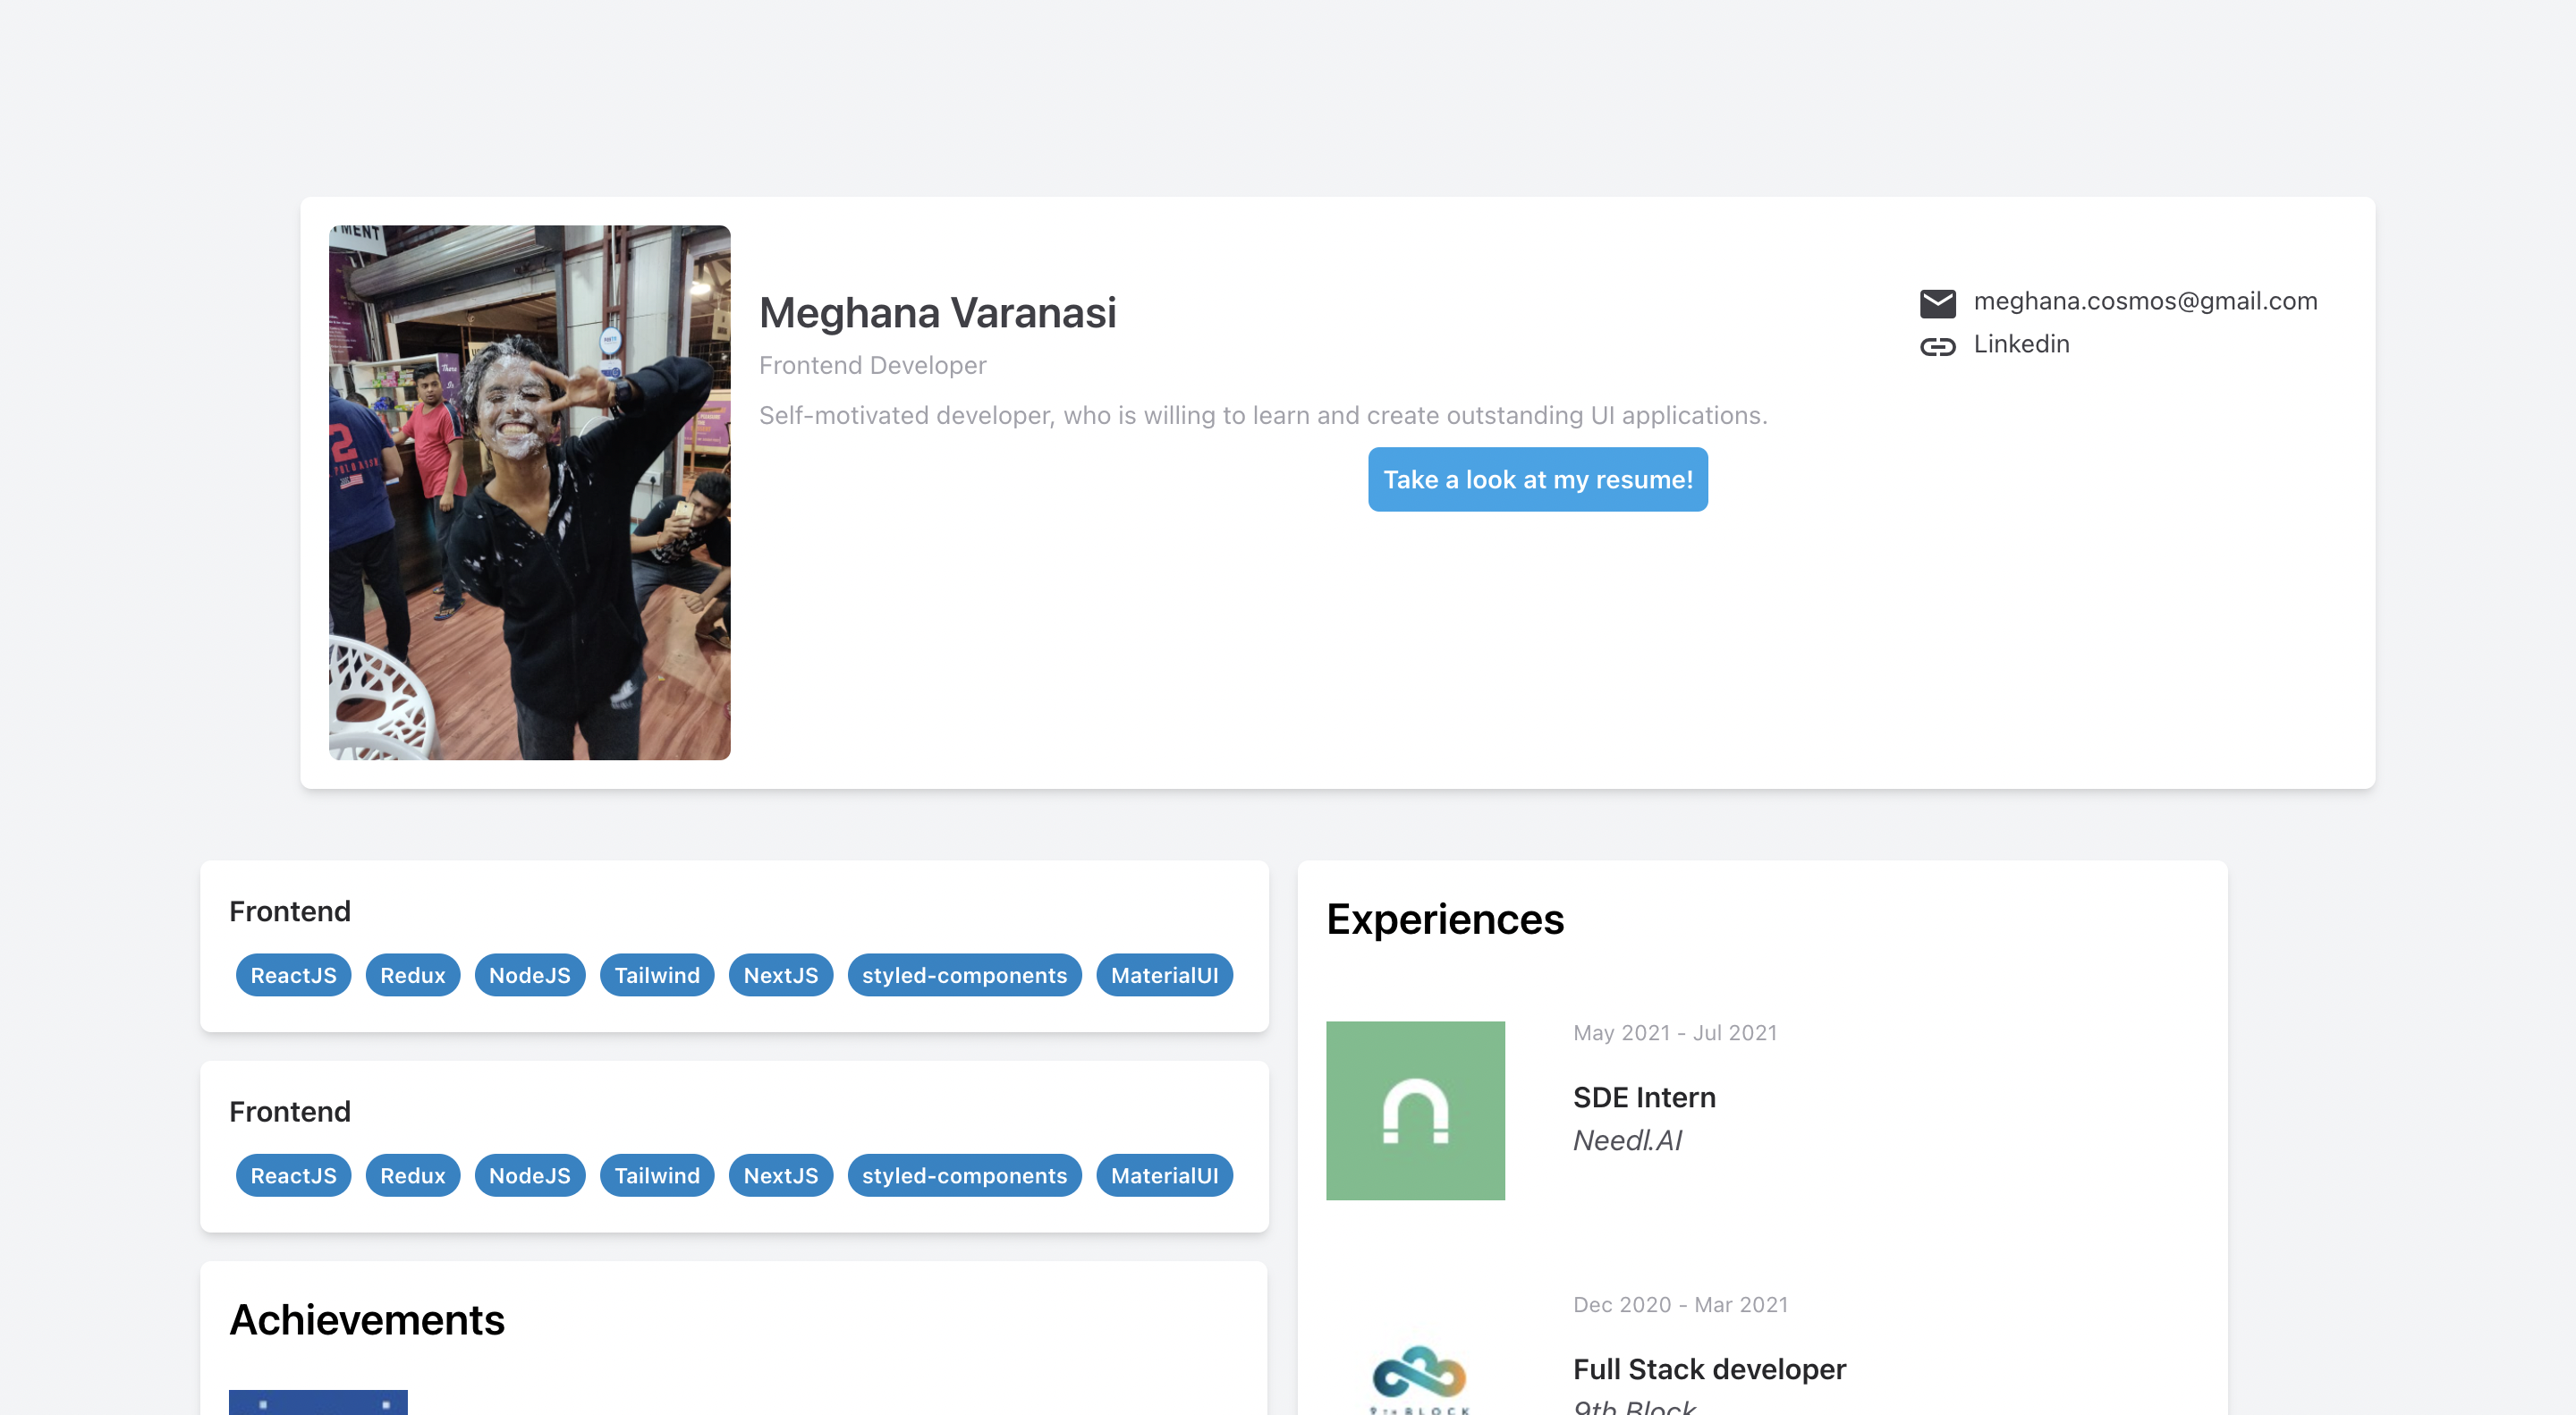 MENT
Meghana Varanasi
Frontend Developer
Self-motivated developer, who is willing to learn and create outstanding UI applications.
Take a look at my resume!
meghana.cosmos@gmail.com
Linkedin
2
Frontend
ReactJS Redux NodeJS Tailwind NextJS styled-components MaterialUI
Frontend
ReactJS Redux NodeJS Tailwind NextJS styled-components MaterialUI
Achievements
Experiences
May 2021 - Jul 2021
SDE Intern
Needl.AI
Dec 2020 - Mar 2021
Full Stack developer
9th Block